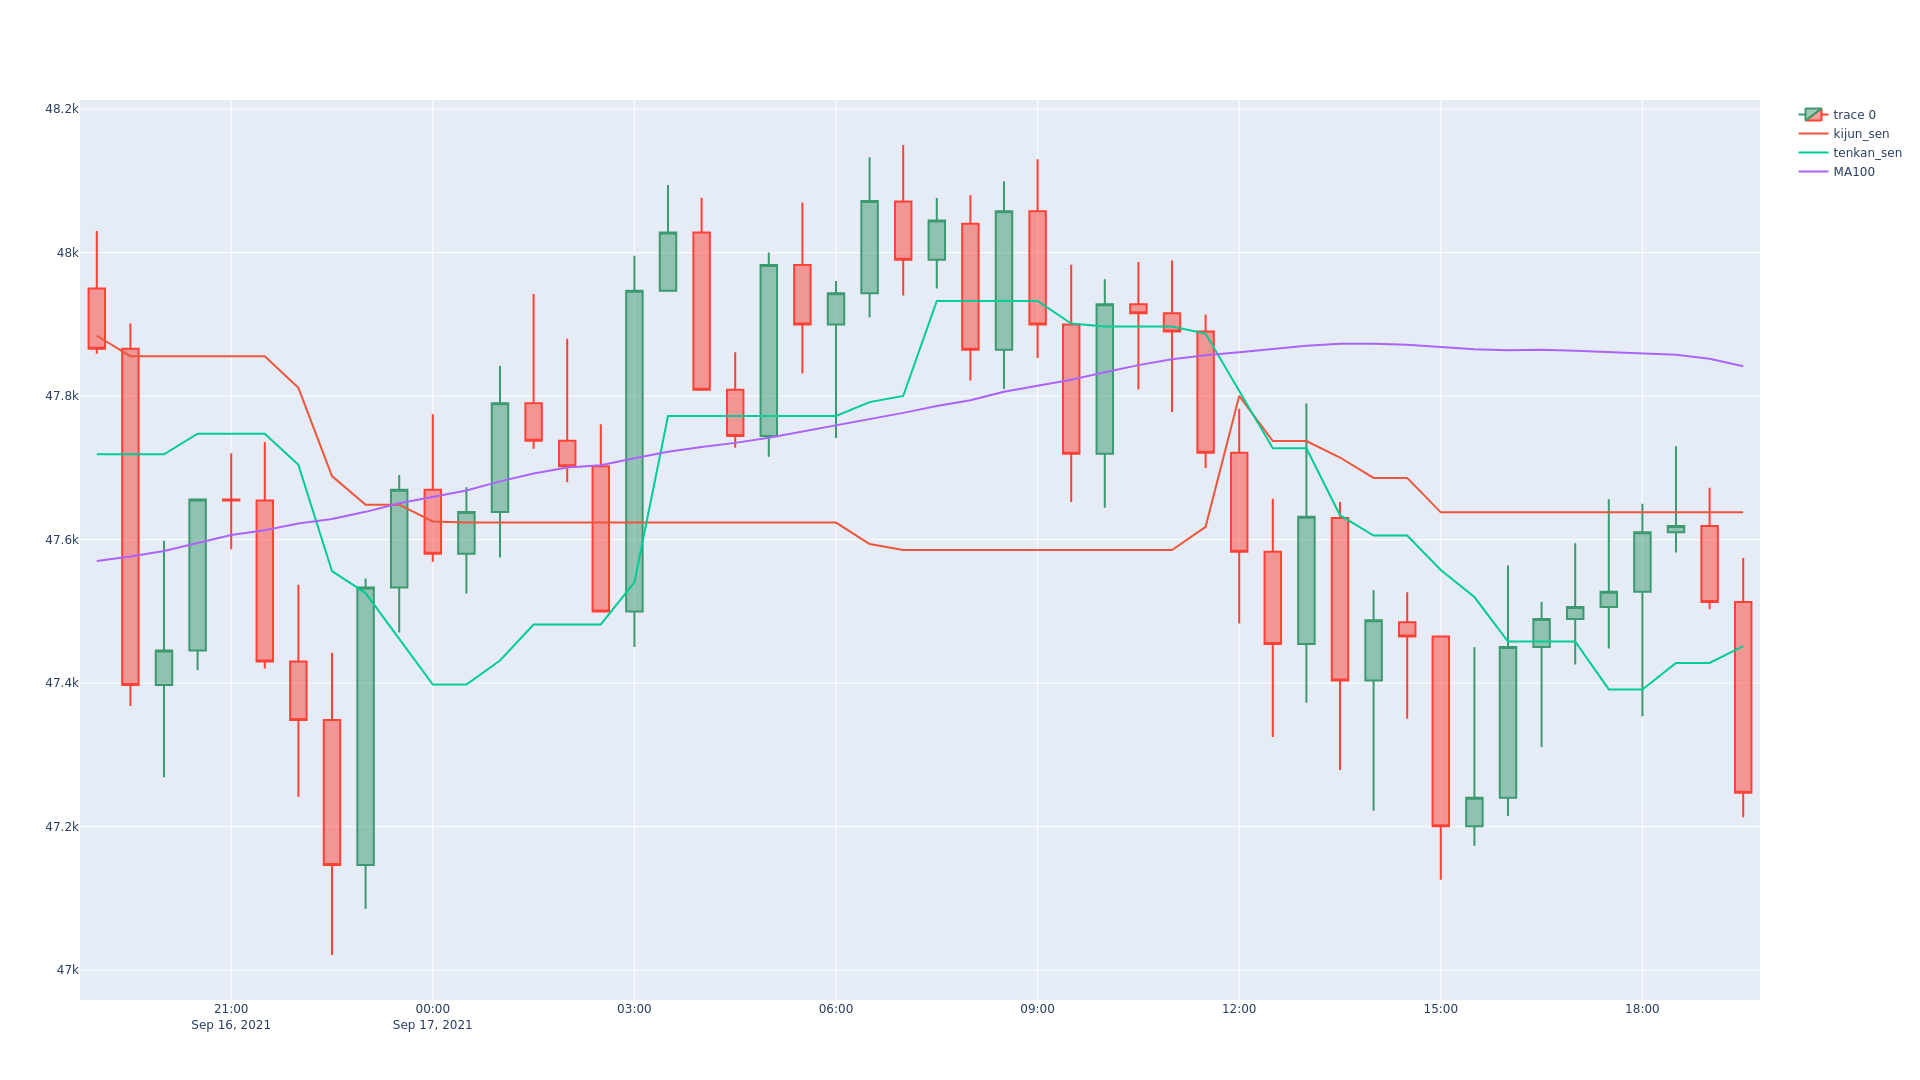 48.2k
48k
47.8k
47.6k
47.4k
47.2k
47k
21:00
Sep 16, 2021
00:00
Sep 17, 2021
03:00
06:00
09:00
12:00
15:00
18:00
trace 0
kijun_sen
tenkan_sen
MA100